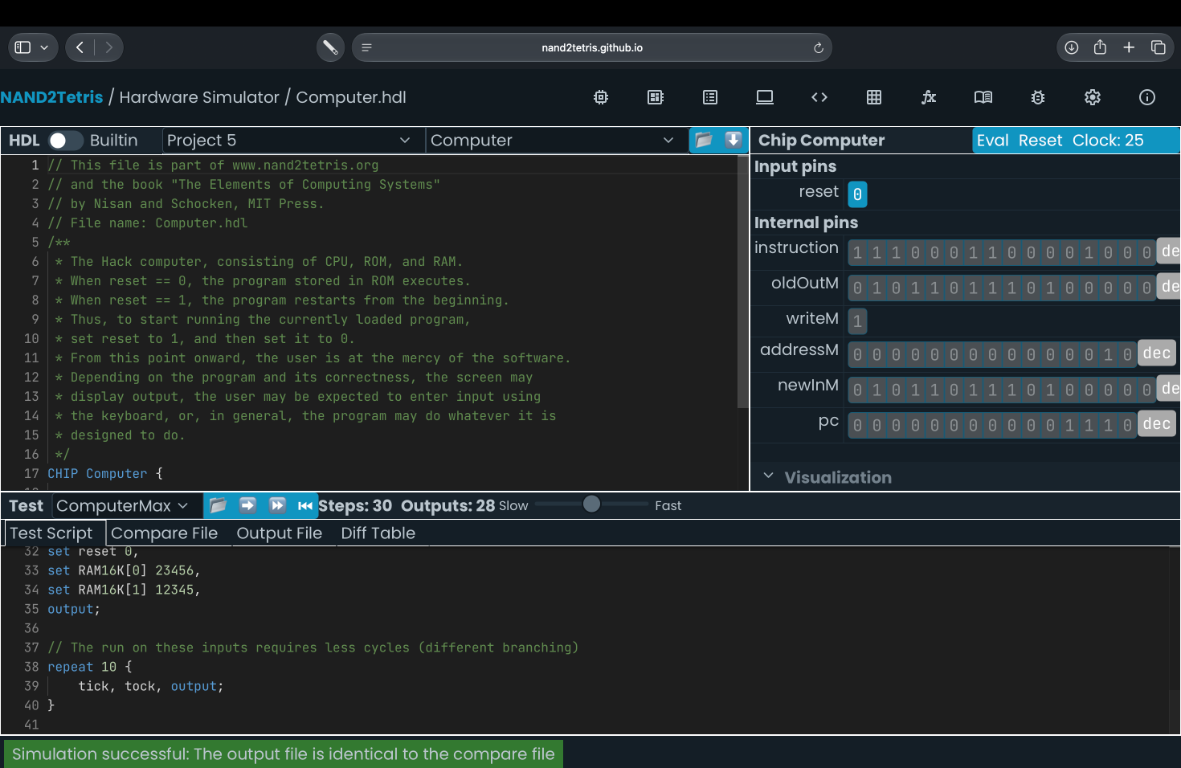 nand2tetris.github.io
NAND2Tetris / Hardware Simulator / Computer.hdl
HDL Builtin Project 5 Computer
1 // This file is part of www.nand2tetris.org
2 // and the book "The Elements of Computing Systems"
3 // by Nisan and Schocken, MIT Press.
4 // File name: Computer.hdl
5 /**
6 * The Hack computer, consisting of CPU, ROM, and RAM.
7 * When reset == 0, the program stored in ROM executes.
8 * When reset == 1, the program restarts from the beginning.
9 * Thus, to start running the currently loaded program,
10 * set reset to 1, and then set it to 0.
11 * From this point onward, the user is at the mercy of the software.
12 * Depending on the program and its correctness, the screen may
13 * display output, the user may be expected to enter input using
14 * the keyboard, or, in general, the program may do whatever it is
15 * designed to do.
16 */
17 CHIP Computer {
Chip Computer Eval Reset Clock: 25
Input pins
reset 0
Internal pins
instruction 1 1 1 0 0 0 1 1 0 0 0 0 1 0 0 0 de
oldOutM 0 1 0 1 1 0 1 1 1 0 1 0 0 0 0 0 de
writeM 1
addressM 0 0 0 0 0 0 0 0 0 0 0 0 0 1 0 dec
newInM 0 1 0 1 1 0 1 1 1 0 1 0 0 0 0 0 de
pc 0 0 0 0 0 0 0 0 0 0 0 1 1 1 0 dec
Visualization
Test ComputerMax Steps: 30 Outputs: 28 Slow Fast
Test Script Compare File Output File Diff Table
32 set reset 0,
33 set RAM16K[0] 23456,
34 set RAM16K[1] 12345,
35 output;
36
37 // The run on these inputs requires less cycles (different branching)
38 repeat 10 {
39 tick, tock, output;
40 }
41
Simulation successful: The output file is identical to the compare file